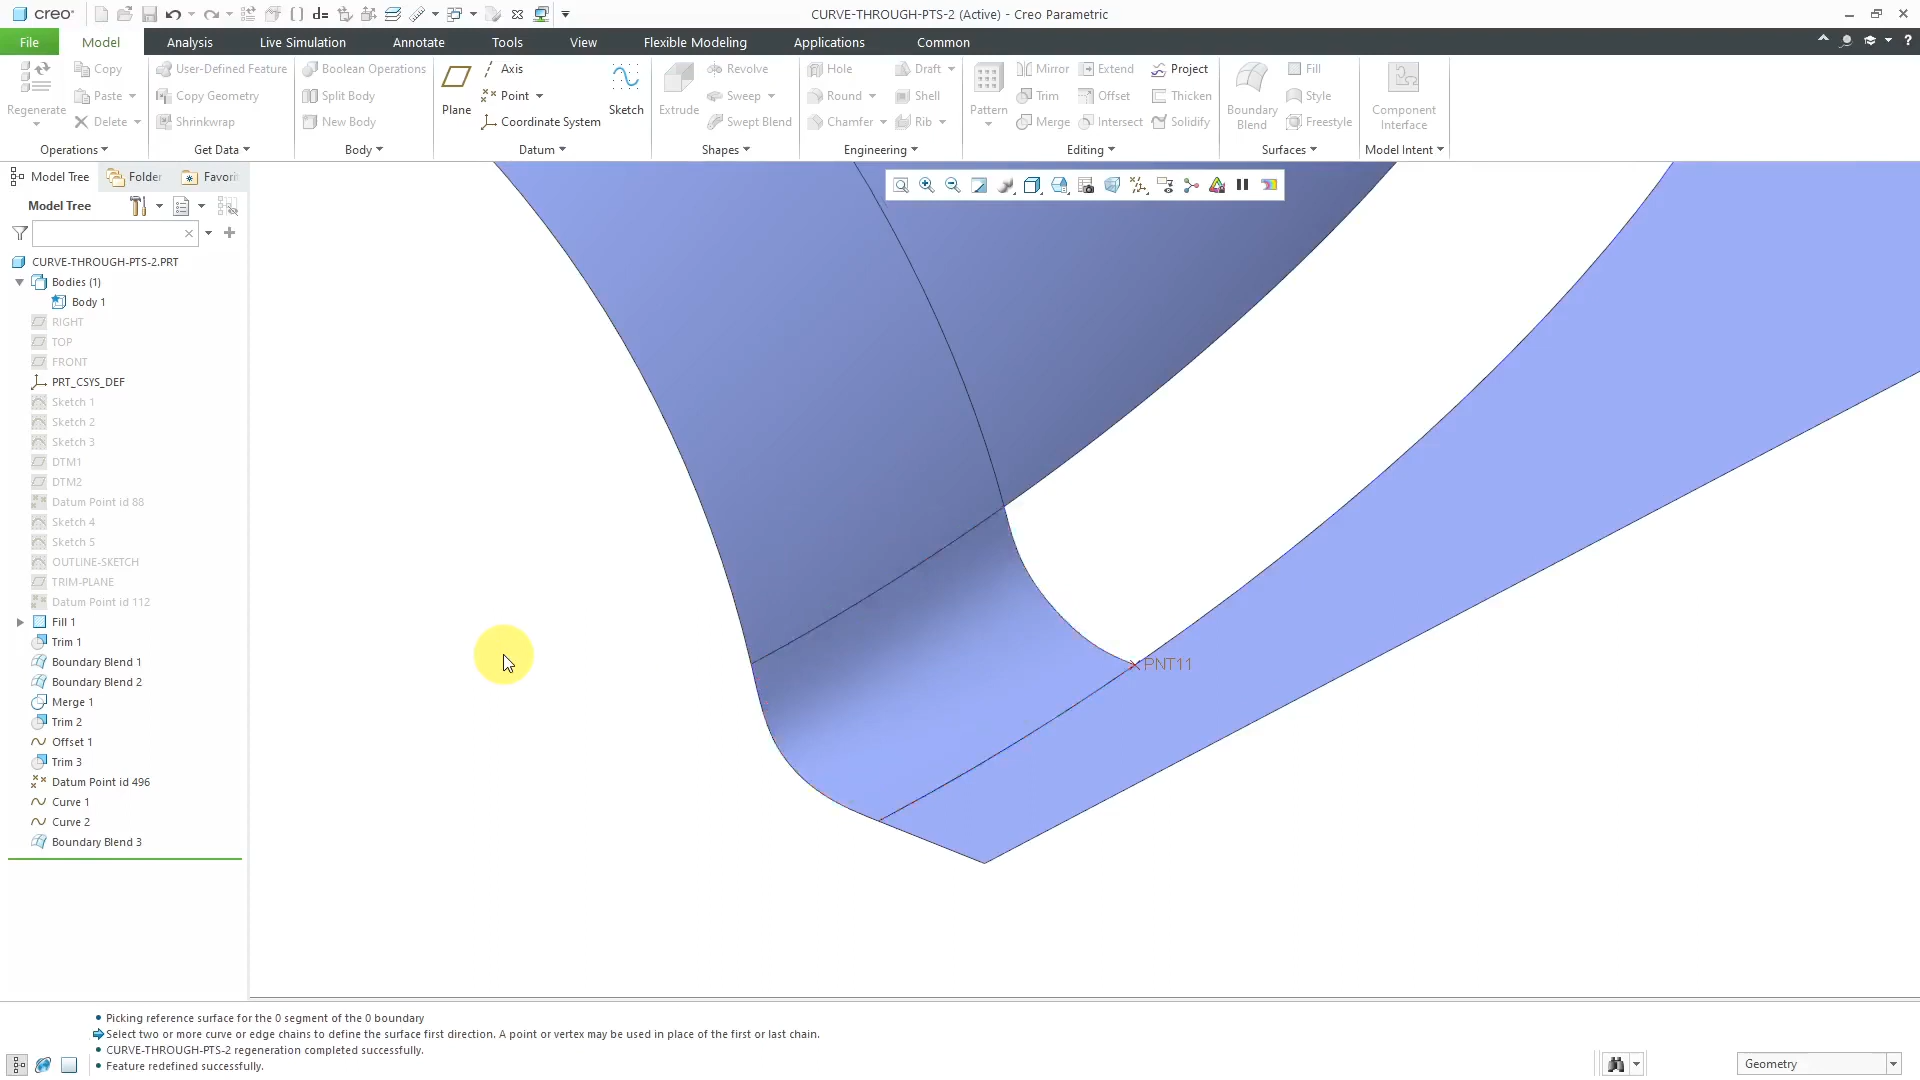 creo
CURVE-THROUGH-PTS-2 (Active) - Creo Parametric
File
Model
Analysis
Live Simulation
Annotate
Tools
View
Flexible Modeling
Applications
Common
Regenerate
Copy
Paste
Delete
Operations
User-Defined Feature
Copy Geometry
Shrinkwrap
Get Data
Boolean Operations
Split Body
New Body
Body
Plane
Axis
Point
Coordinate System
Sketch
Datum
Extrude
Revolve
Sweep
Swept Blend
Shapes
Hole
Round
Chamfer
Draft
Shell
Rib
Engineering
Pattern
Mirror
Trim
Merge
Extend
Offset
Intersect
Project
Thicken
Solidify
Editing
Boundary
Blend
Fill
Style
Freestyle
Surfaces
Component
Interface
Model Intent
Model Tree
Folder
Favori
Model Tree
CURVE-THROUGH-PTS-2.PRT
Bodies (1)
Body 1
RIGHT
TOP
FRONT
PRT_CSYS_DEF
Sketch 1
Sketch 2
Sketch 3
DTM1
DTM2
Datum Point id 88
Sketch 4
Sketch 5
OUTLINE-SKETCH
TRIM-PLANE
Datum Point id 112
Fill 1
Trim 1
Boundary Blend 1
Boundary Blend 2
Merge 1
Trim 2
Offset 1
Trim 3
Datum Point id 496
Curve 1
Curve 2
Boundary Blend 3
PNT11
Picking reference surface for the 0 segment of the 0 boundary
Select two or more curve or edge chains to define the surface first direction. A point or vertex may be used in place of the first or last chain.
CURVE-THROUGH-PTS-2 regeneration completed successfully.
Feature redefined successfully.
Geometry